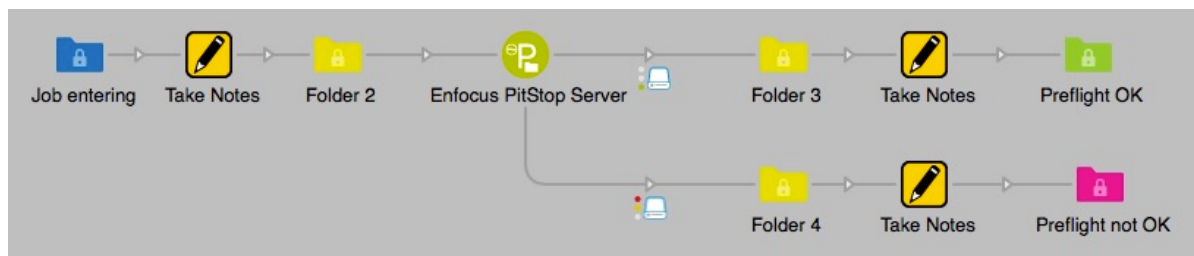 Job entering
Take Notes
Folder 2
Enfocus PitStop Server
Folder 3
Take Notes
Preflight OK
Folder 4
Take Notes
Preflight not OK